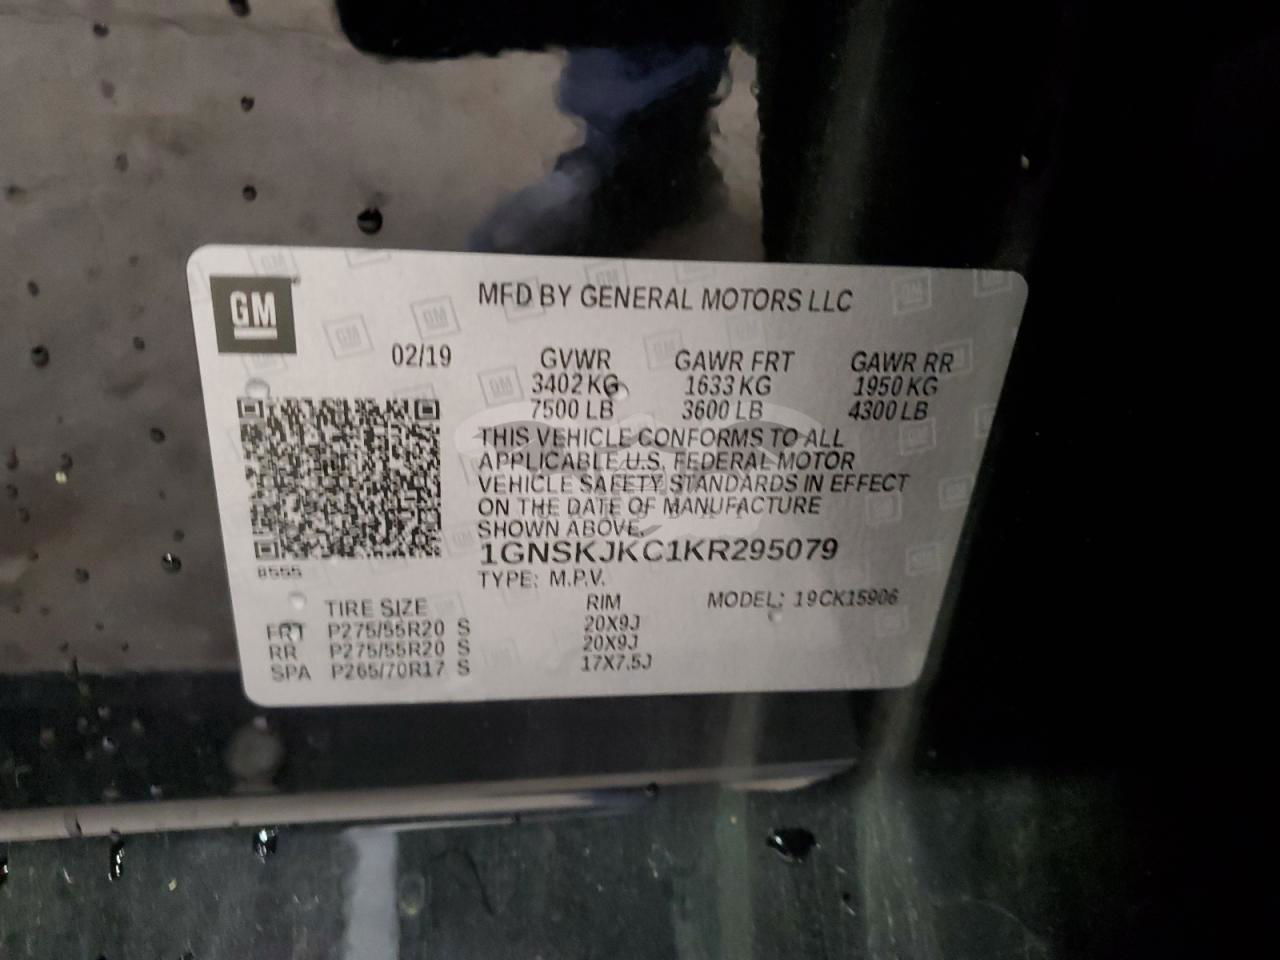 GM
MFD BY GENERAL MOTORS LLC
02/19 GVWR GAWR FRT GAWR RR
3402 KG 1633 KG 1950 KG
7500 LB 3600 LB 4300 LB
THIS VEHICLE CONFORMS TO ALL
APPLICABLE U.S. FEDERAL MOTOR
VEHICLE SAFETY STANDARDS IN EFFECT
ON THE DATE OF MANUFACTURE
SHOWN ABOVE.
1GNSKJKC1KR295079
TYPE: M.P.V.
TIRE SIZE RIM MODEL: 19CK15906
FRT P275/55R20 S 20X9J
RR P275/55R20 S 20X9J
SPA P265/70R17 S 17X7.5J